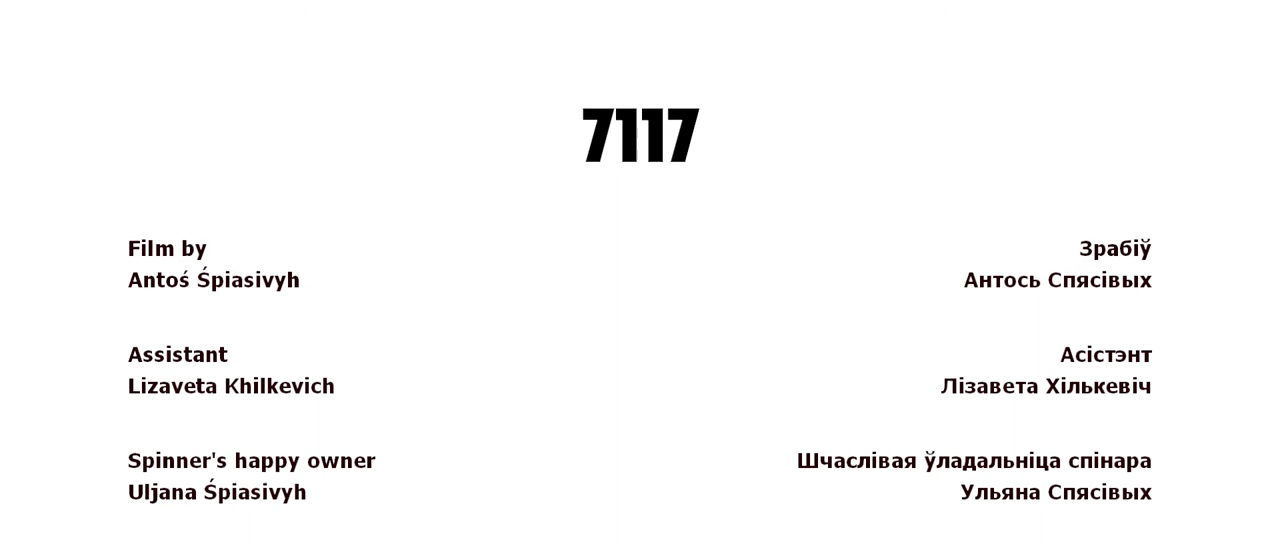 7117
Film by
Antoś Śpiasivyh
Assistant
Lizaveta Khilkevich
Spinner's happy owner
Uljana Śpiasivyh
Зрабіў
Антось Спясівых
Асістэнт
Лізавета Хількевіч
Шчаслівая ўладальніца спінара
Ульяна Спясівых